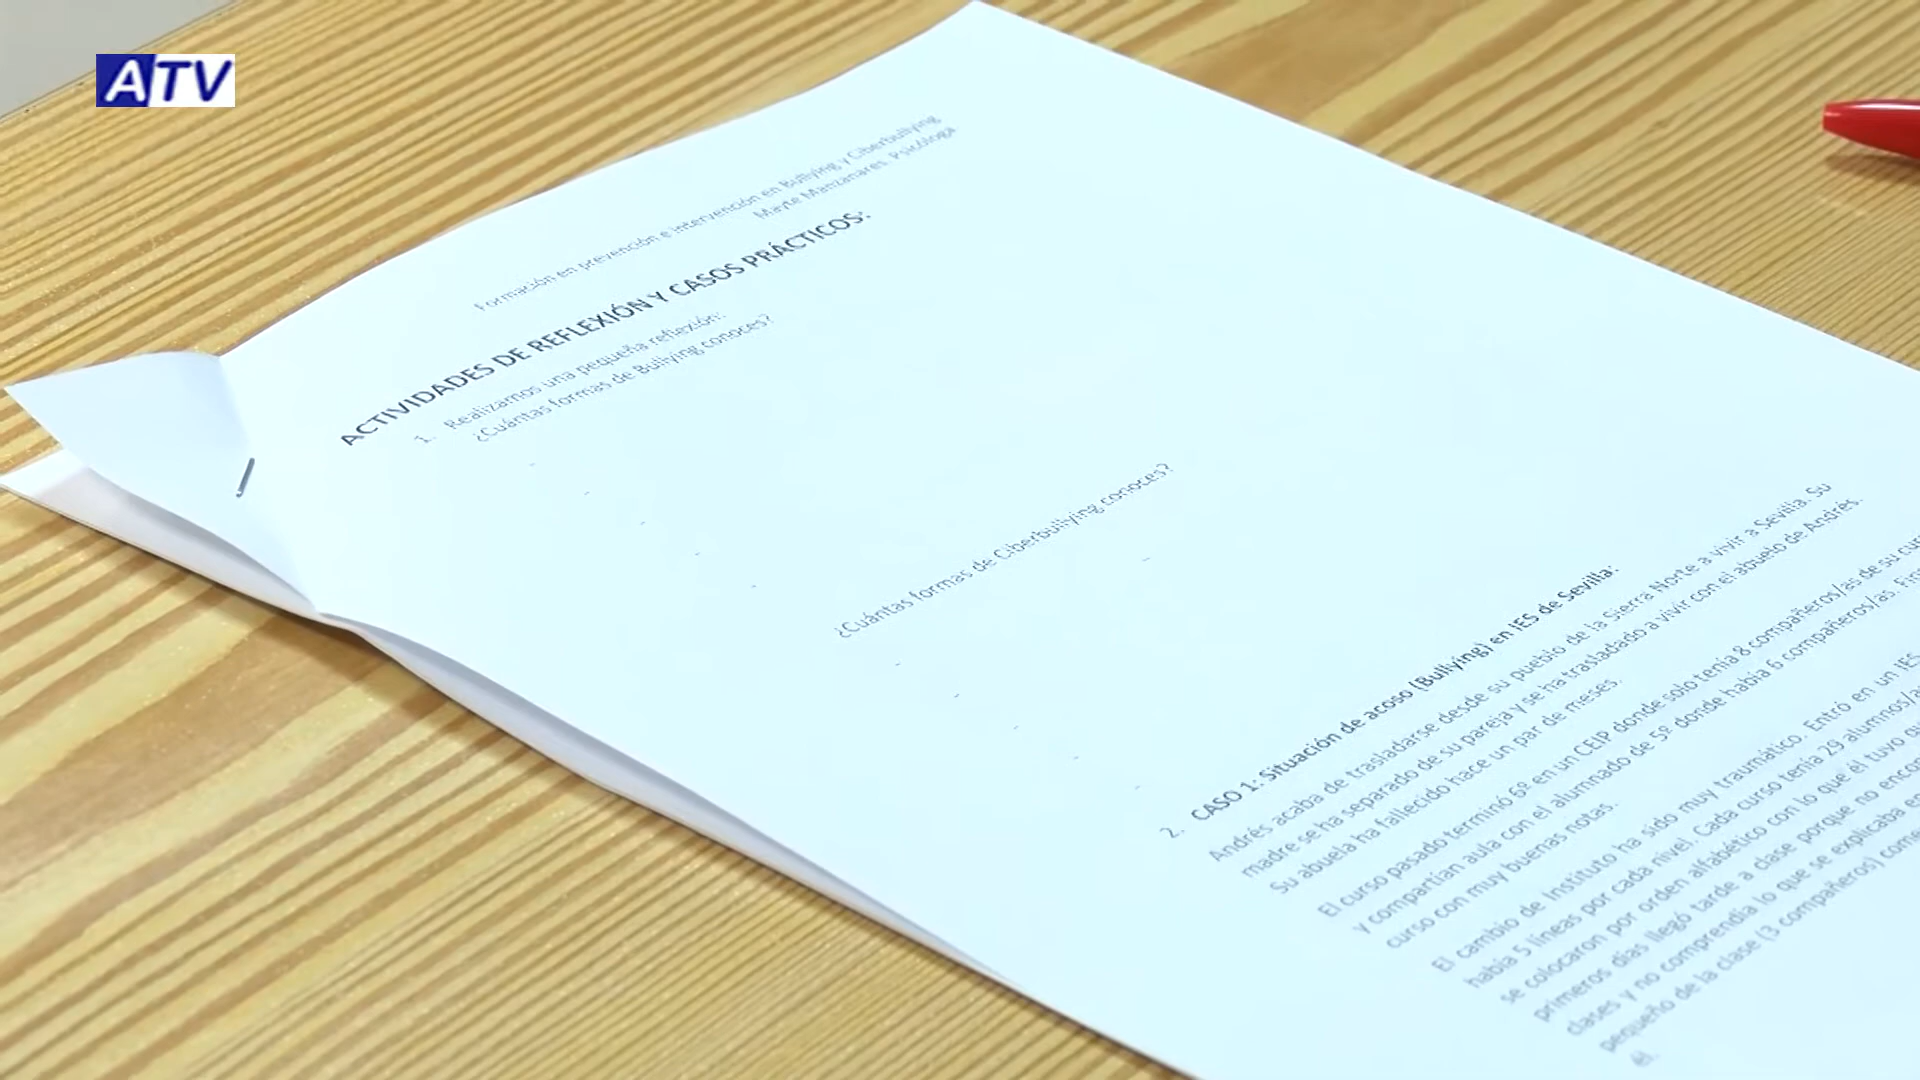 ATV
Formación en prevención e intervención en Bullying y Ciberbullying
Mayte Manzanares. Psicóloga
ACTIVIDADES DE REFLEXIÓN Y CASOS PRÁCTICOS:
1. Realizamos una pequeña reflexión:
¿Cuántas formas de Bullying conoces?
-
-
-
-
-
¿Cuántas formas de Ciberbullying conoces?
-
-
-
-
-
2. CASO 1: Situación de acoso (Bullying) en IES de Sevilla:
Andrés acaba de trasladarse desde su pueblo de la Sierra Norte a vivir a Sevilla. Su
madre se ha separado de su pareja y se ha trasladado a vivir con el abuelo de Andrés.
Su abuela ha fallecido hace un par de meses.
El curso pasado terminó 6º en un CEIP donde solo tenía 8 compañeros/as de su
y compartían aula con el alumnado de 5º donde había 6 compañeros/as.
curso con muy buenas notas.
El cambio de Instituto ha sido muy traumático. Entró en un IES
había 5 líneas por cada nivel. Cada curso tenía 29
se colocaron por orden alfabético con lo que él tuvo
primeros días llegó tarde a clase porque no
clases y no comprendía lo que se explicaba
pequeño de la clase (3 compañeros)
él.